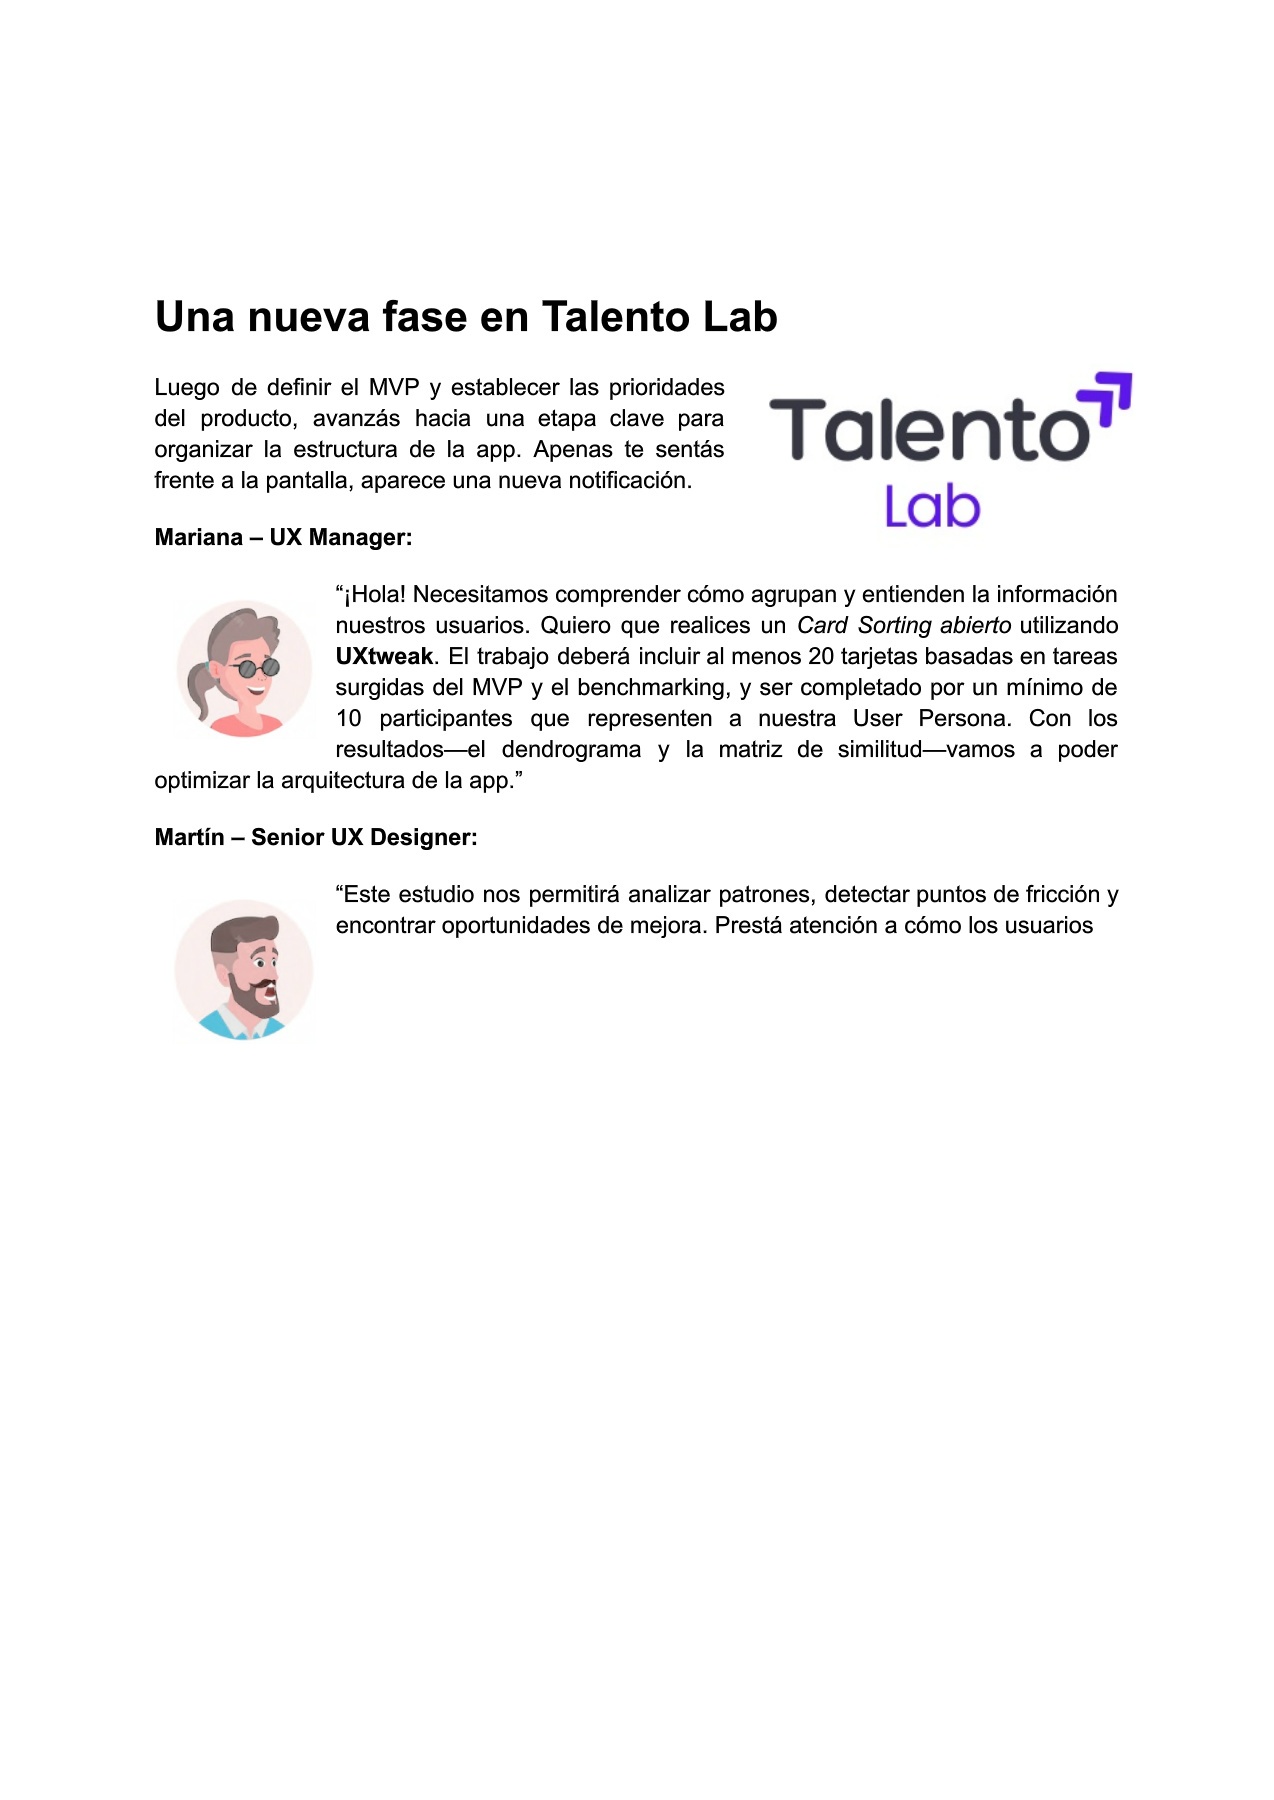 Una nueva fase en Talento Lab
Luego de definir el MVP y establecer las prioridades
del producto, avanzás hacia una etapa clave para
organizar la estructura de la app. Apenas te sentás
frente a la pantalla, aparece una nueva notificación.
Talento
Lab
Mariana – UX Manager:
“¡Hola! Necesitamos comprender cómo agrupan y entienden la información
nuestros usuarios. Quiero que realices un Card Sorting abierto utilizando
UXtweak. El trabajo deberá incluir al menos 20 tarjetas basadas en tareas
surgidas del MVP y el benchmarking, y ser completado por un mínimo de
10 participantes que representen a nuestra User Persona. Con los
resultados—el dendrograma y la matriz de similitud—vamos a poder
optimizar la arquitectura de la app.”
Martín – Senior UX Designer:
“Este estudio nos permitirá analizar patrones, detectar puntos de fricción y
encontrar oportunidades de mejora. Prestá atención a cómo los usuarios